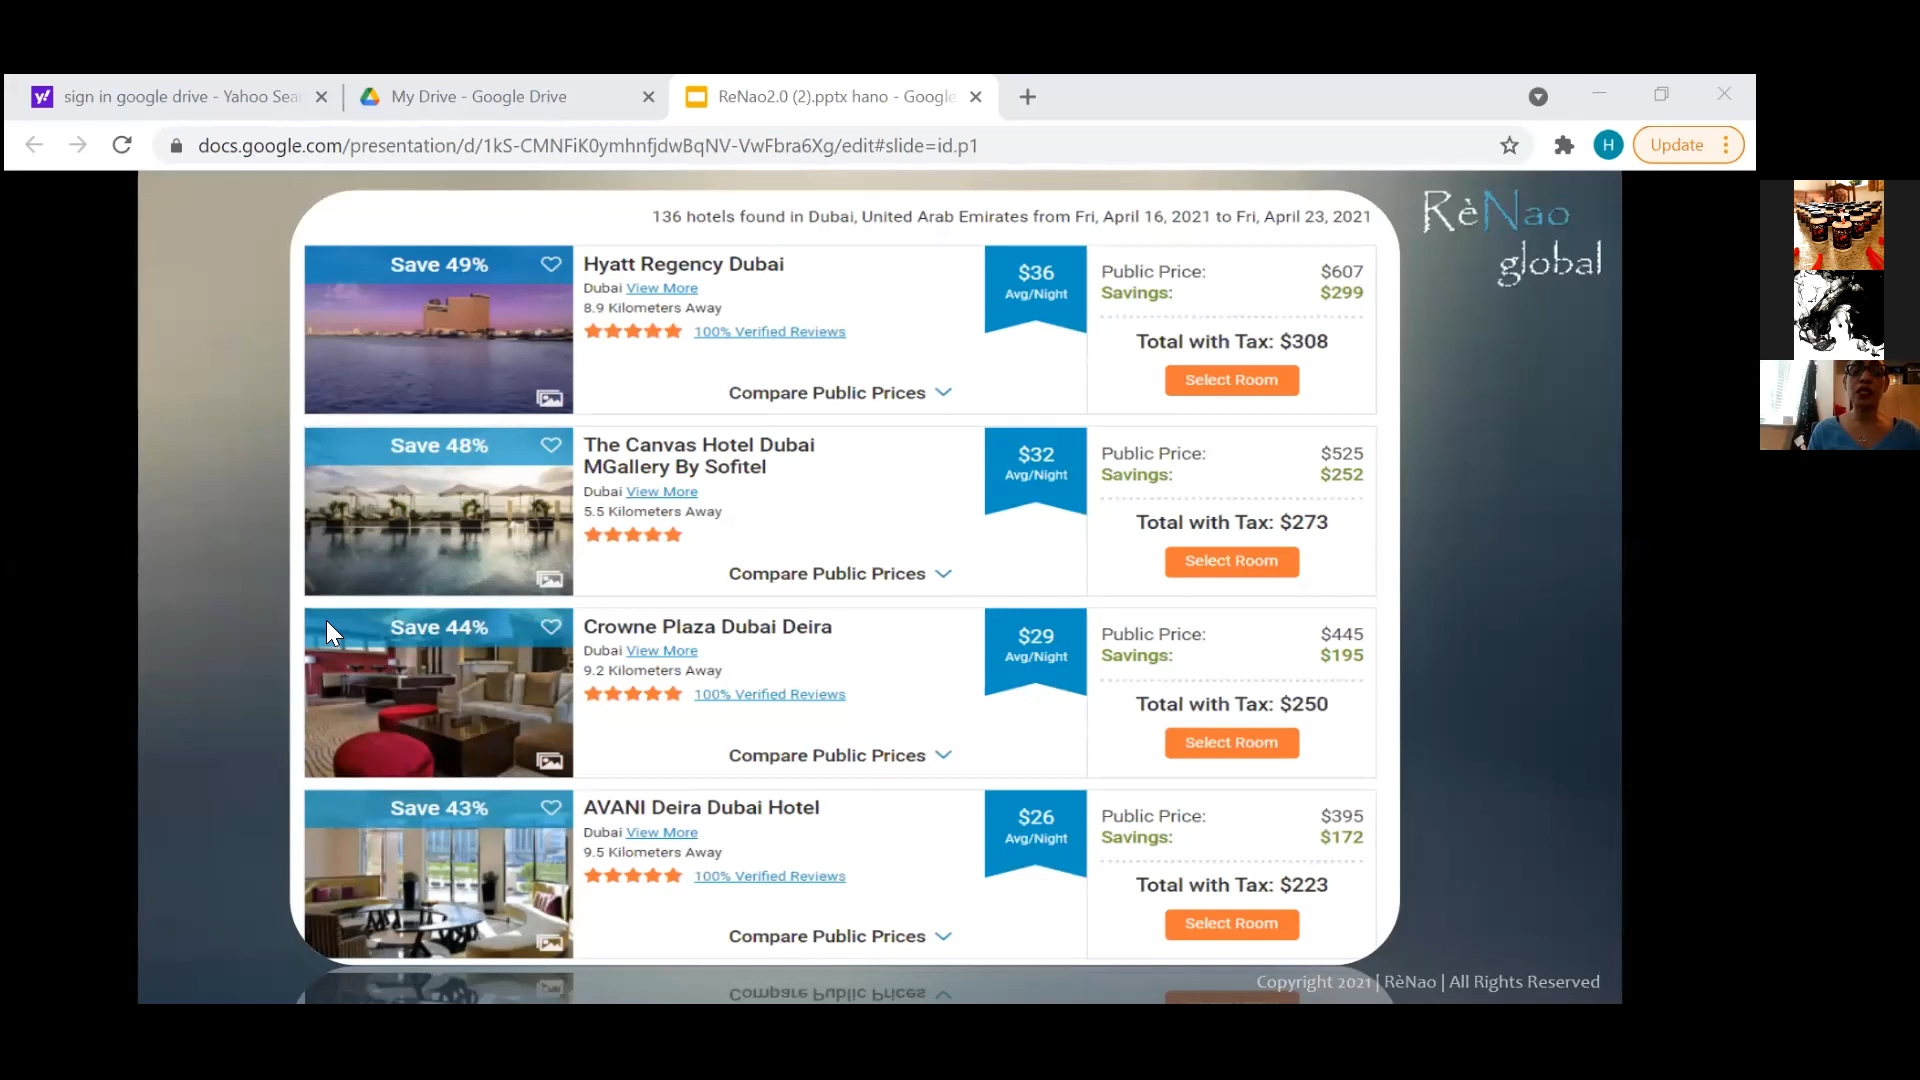 sign in google drive - Yahoo Sea
My Drive - Google Drive
ReNao2.0 (2).pptx hano - Google
docs.google.com/presentation/d/1kS-CMNFiK0ymhnfjdwBqNV-VwFbra6Xg/edit#slide=id.p1
H
Update
136 hotels found in Dubai, United Arab Emirates from Fri, April 16, 2021 to Fri, April 23, 2021
RèNao
global
Save 49%
Hyatt Regency Dubai
Dubai View More
8.9 Kilometers Away
100% Verified Reviews
Compare Public Prices
$36
Avg/Night
Public Price: $607
Savings: $299
Total with Tax: $308
Select Room
Save 48%
The Canvas Hotel Dubai
MGallery By Sofitel
Dubai View More
5.5 Kilometers Away
Compare Public Prices
$32
Avg/Night
Public Price: $525
Savings: $252
Total with Tax: $273
Select Room
Save 44%
Crowne Plaza Dubai Deira
Dubai View More
9.2 Kilometers Away
100% Verified Reviews
Compare Public Prices
$29
Avg/Night
Public Price: $445
Savings: $195
Total with Tax: $250
Select Room
Save 43%
AVANI Deira Dubai Hotel
Dubai View More
9.5 Kilometers Away
100% Verified Reviews
Compare Public Prices
$26
Avg/Night
Public Price: $395
Savings: $172
Total with Tax: $223
Select Room
Compare Public Prices
Copyright 2021 | RèNao | All Rights Reserved